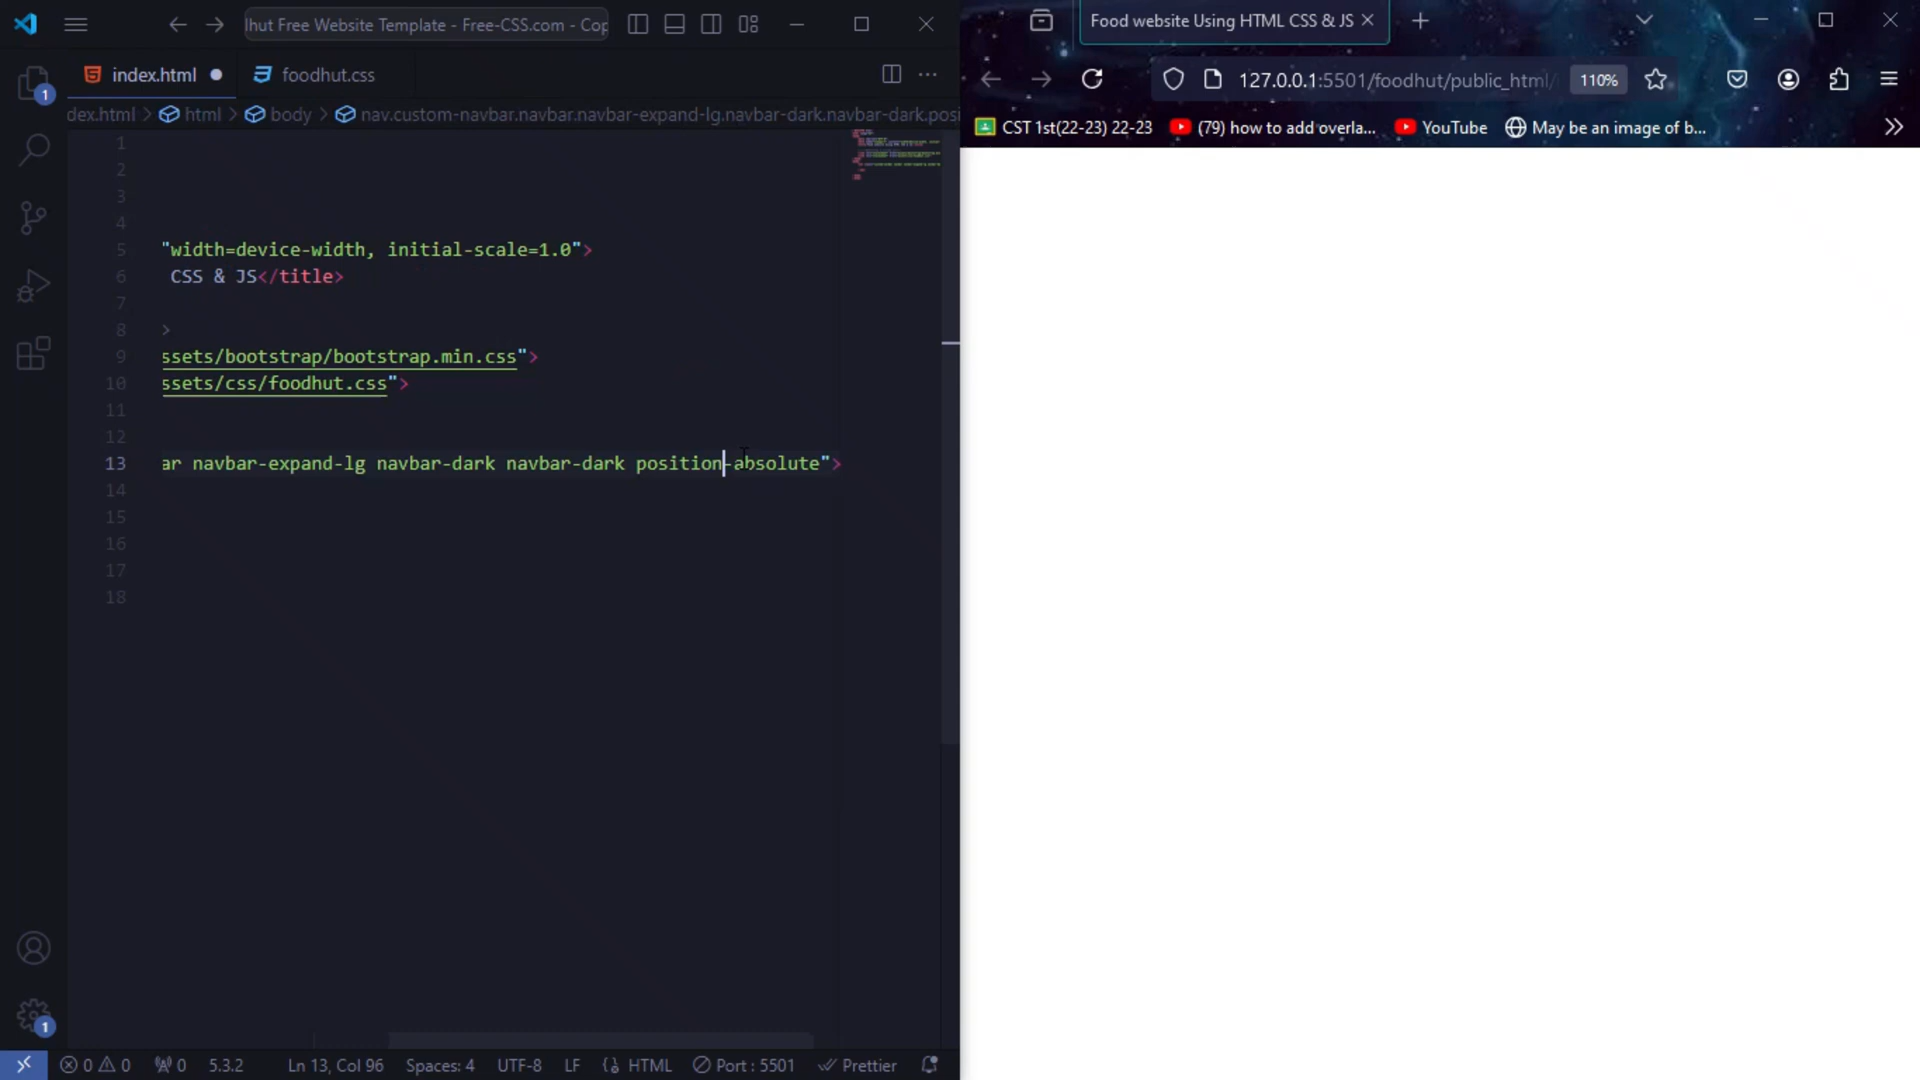 lhut Free Website Template - Free-CSS.com - Cop
index.html
foodhut.css
dex.html > html > body > nav.custom-navbar.navbar.navbar-expand-lg.navbar-dark.navbar-dark.posi
1
2
3
4
5 "width=device-width, initial-scale=1.0">
6 CSS & JS</title>
7
8 >
9 ssets/bootstrap/bootstrap.min.css">
10 ssets/css/foodhut.css">
11
12
13 ar navbar-expand-lg navbar-dark navbar-dark position-absolute">
14
15
16
17
18
1
1
0 0 0 5.3.2 Ln 13, Col 96 Spaces: 4 UTF-8 LF {} HTML Port : 5501 Prettier
Food website Using HTML CSS & JS
127.0.0.1:5501/foodhut/public_html/
110%
CST 1st(22-23) 22-23
(79) how to add overla...
YouTube
May be an image of b...